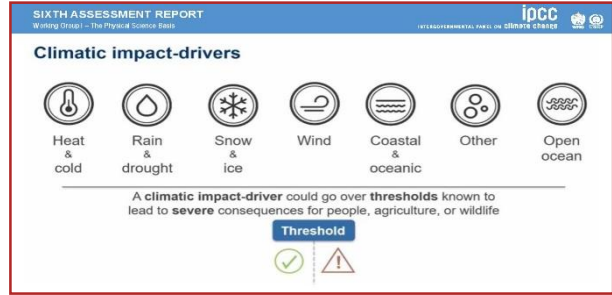 SIXTH ASSESSMENT REPORT
Working Group I – The Physical Science Basis
ipcc
INTERGOVERNMENTAL PANEL ON climate change
Climatic impact-drivers
Heat & cold
Rain & drought
Snow & ice
Wind
Coastal & oceanic
Other
Open ocean
A climatic impact-driver could go over thresholds known to
lead to severe consequences for people, agriculture, or wildlife
Threshold